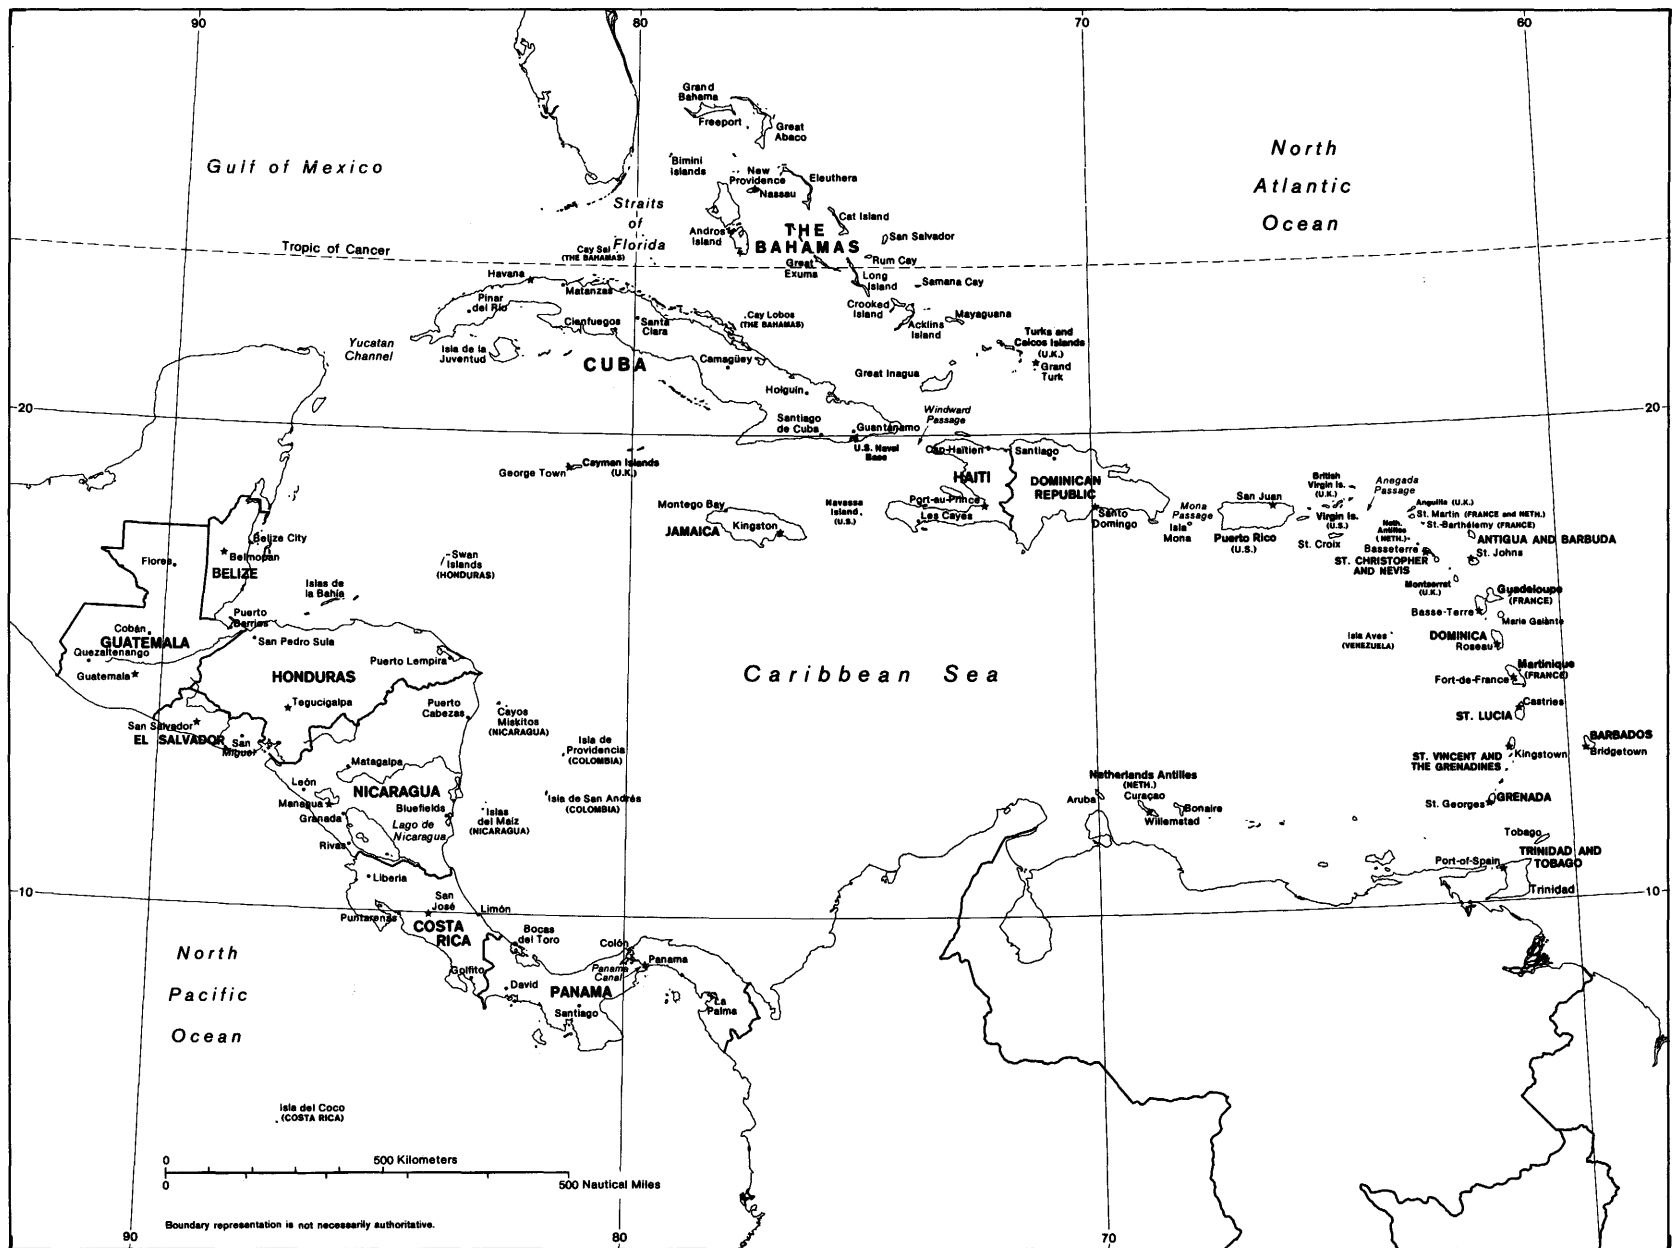 90
80
70
60
Grand
Bahama
Freeport
Great
Abaco
Gulf of Mexico
North
Atlantic
Ocean
Bimini
Islands
New
Providence
Nassau
Eleuthera
Straits
of
Florida
Cat Island
Andros
Island
THE
BAHAMAS
San Salvador
Tropic of Cancer
Cay Sal
(THE BAHAMAS)
Great
Exuma
Rum Cay
Long
Island
Samana Cay
Havana
Matanzas
Pinar
del Río
Crooked
Island
Acklins
Island
Mayaguana
Cienfuegos
Santa
Clara
Cay Lobos
(THE BAHAMAS)
Turks and
Caicos Islands
(U.K.)
Grand
Turk
Yucatan
Channel
Isla de la
Juventud
CUBA
Camagüey
Great Inagua
Holguín
20
20
Santiago
de Cuba
Guantánamo
U.S. Naval
Base
Windward
Passage
George Town
Cayman Islands
(U.K.)
Cap-Haïtien
Santiago
HAITI
DOMINICAN
REPUBLIC
Montego Bay
Kingston
JAMAICA
Navassa
Island
(U.S.)
Port-au-Prince
Les Cayes
Santo
Domingo
Mona
Passage
Isla
Mona
San Juan
Puerto Rico
(U.S.)
British
Virgin Is.
(U.K.)
Virgin Is.
(U.S.)
St. Croix
Anegada
Passage
Anguilla (U.K.)
St. Martin (FRANCE and NETH.)
St.-Barthélemy (FRANCE)
Neth.
Antilles
(NETH.)
ANTIGUA AND BARBUDA
St. Johns
Basseterre
ST. CHRISTOPHER
AND NEVIS
Montserrat
(U.K.)
Guadeloupe
(FRANCE)
Basse-Terre
Marie Galante
Isla Aves
(VENEZUELA)
DOMINICA
Roseau
Martinique
(FRANCE)
Fort-de-France
Castries
ST. LUCIA
BARBADOS
Bridgetown
ST. VINCENT AND
THE GRENADINES
Kingstown
St. Georges
GRENADA
Tobago
TRINIDAD AND
TOBAGO
Port-of-Spain
Trinidad
Caribbean Sea
Netherlands Antilles
(NETH.)
Aruba
Curaçao
Bonaire
Willemstad
Flores
Belize City
Belmopan
BELIZE
Swan
Islands
(HONDURAS)
Islas de
la Bahía
Puerto
Barrios
Cobán
GUATEMALA
Quezaltenango
Guatemala
San Pedro Sula
HONDURAS
Puerto Lempira
Tegucigalpa
San Salvador
EL SALVADOR
San
Miguel
Puerto
Cabezas
Cayos
Miskitos
(NICARAGUA)
Isla de
Providencia
(COLOMBIA)
Matagalpa
León
NICARAGUA
Managua
Bluefields
Granada
Lago de
Nicaragua
Islas
del Maíz
(NICARAGUA)
Isla de San Andrés
(COLOMBIA)
Rivas
Liberia
10
10
San
José
Limón
Puntarenas
COSTA
RICA
Bocas
del Toro
Golfito
David
Colón
Panama
Canal
Panama
PANAMA
Santiago
La
Palma
North
Pacific
Ocean
Isla del Coco
(COSTA RICA)
0
500 Kilometers
0
500 Nautical Miles
Boundary representation is not necessarily authoritative.
90
80
70